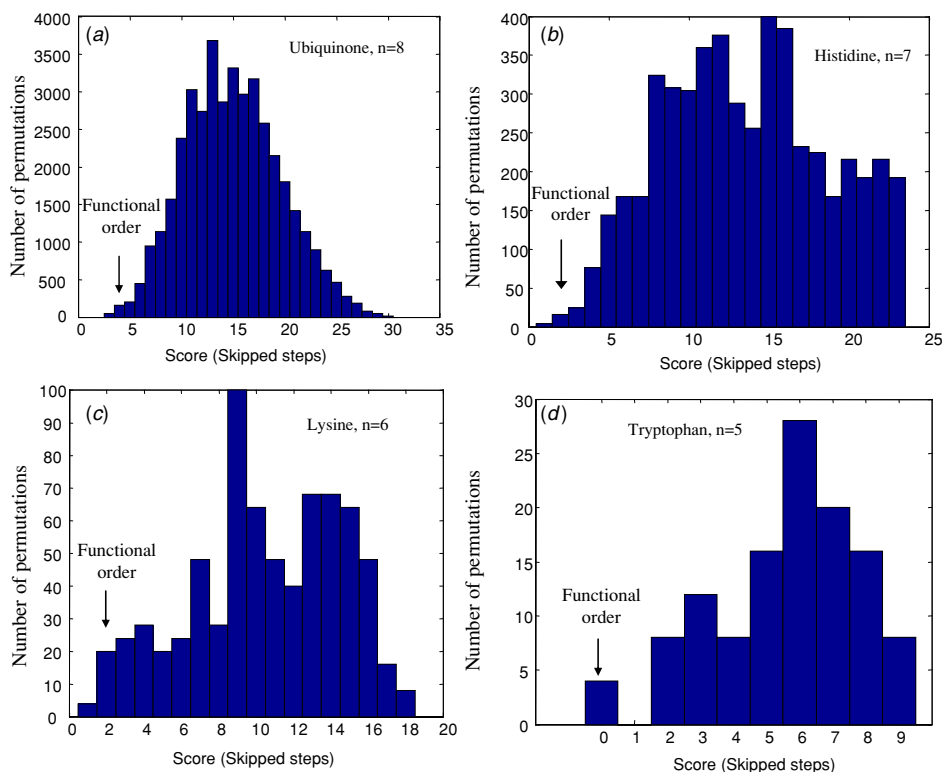 (a)
Ubiquinone, n=8
4000
3500
3000
2500
2000
1500
1000
500
0
Number of permutations
Functional
order
0 5 10 15 20 25 30 35
Score (Skipped steps)
(b)
Histidine, n=7
400
350
300
250
200
150
100
50
0
Number of permutations
Functional
order
0 5 10 15 20 25
Score (Skipped steps)
(c)
Lysine, n=6
100
90
80
70
60
50
40
30
20
10
0
Number of permutations
Functional
order
0 2 4 6 8 10 12 14 16 18 20
Score (Skipped steps)
(d)
Tryptophan, n=5
30
25
20
15
10
5
0
Number of permutations
Functional
order
0 1 2 3 4 5 6 7 8 9
Score (Skipped steps)